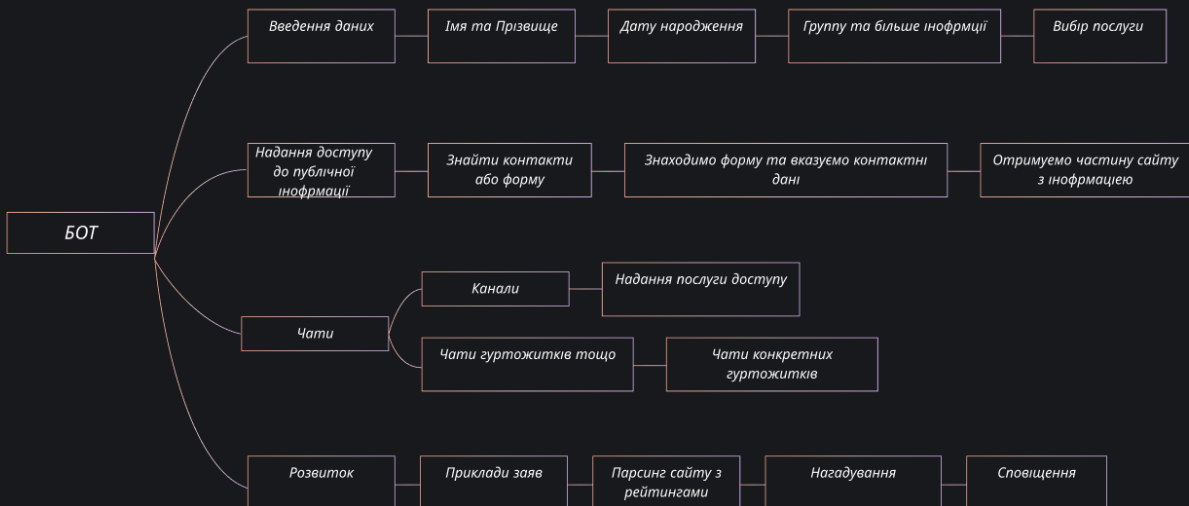 Введення даних
Імя та Прізвище
Дату народження
Группу та більше інофрмції
Вибір послуги
Надання доступу
до публічної
інофрмації
Знайти контакти
або форму
Знаходимо форму та вказуємо контактні
дані
Отримуемо частину сайту
з інофрмацією
БОТ
Канали
Надання послуги доступу
Чати
Чати гуртожитків тощо
Чати конкретних
гуртожитків
Розвиток
Приклади заяв
Парсинг сайту з
рейтингами
Нагадування
Сповіщення